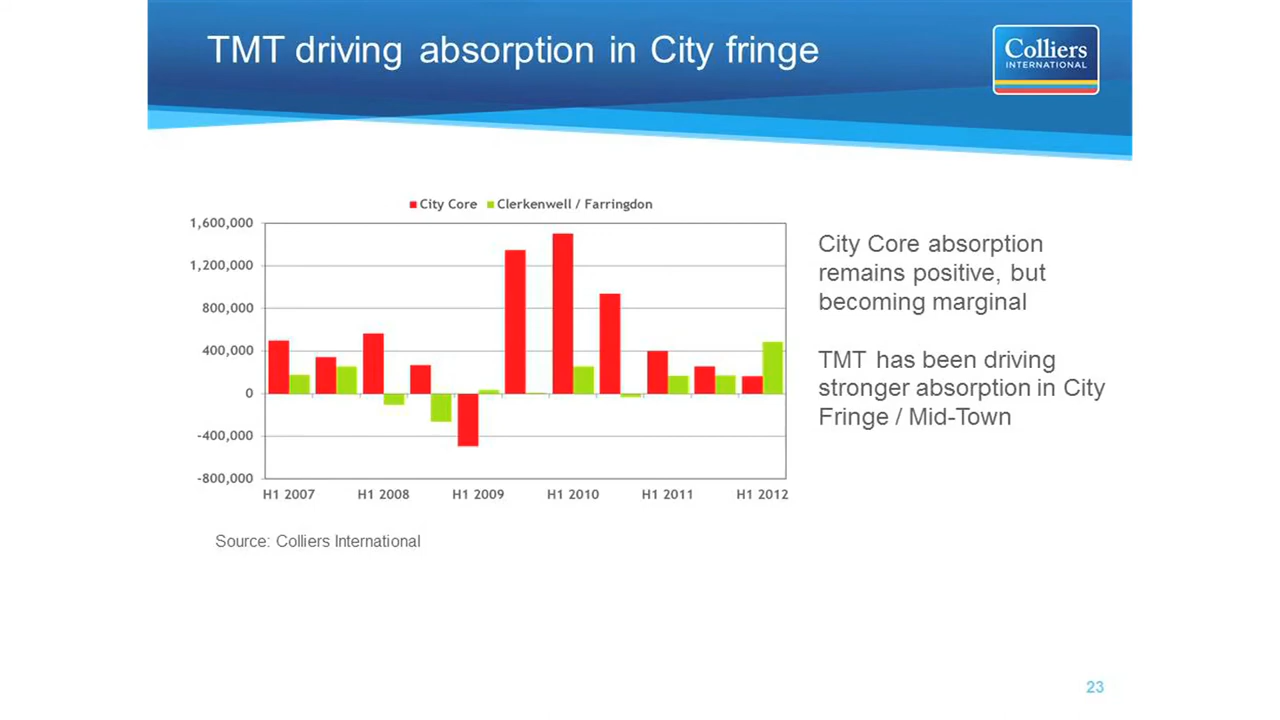 TMT driving absorption in City fringe
Colliers
INTERNATIONAL
City Core
Clerkenwell / Farringdon
1,600,000
1,200,000
800,000
400,000
0
-400,000
-800,000
H1 2007
H1 2008
H1 2009
H1 2010
H1 2011
H1 2012
City Core absorption
remains positive, but
becoming marginal
TMT has been driving
stronger absorption in City
Fringe / Mid-Town
Source: Colliers International
23